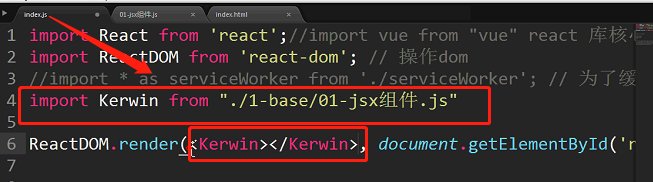 index.js 01-jsx组件.js index.html
1 import React from 'react';//import vue from "vue" react 库核心
2 import ReactDOM from 'react-dom'; // 操作dom
3 //import * as serviceWorker from './serviceWorker'; // 为了缓
4 import Kerwin from "./1-base/01-jsx组件.js"
5
6 ReactDOM.render(<Kerwin></Kerwin>, document.getElementById('r
7